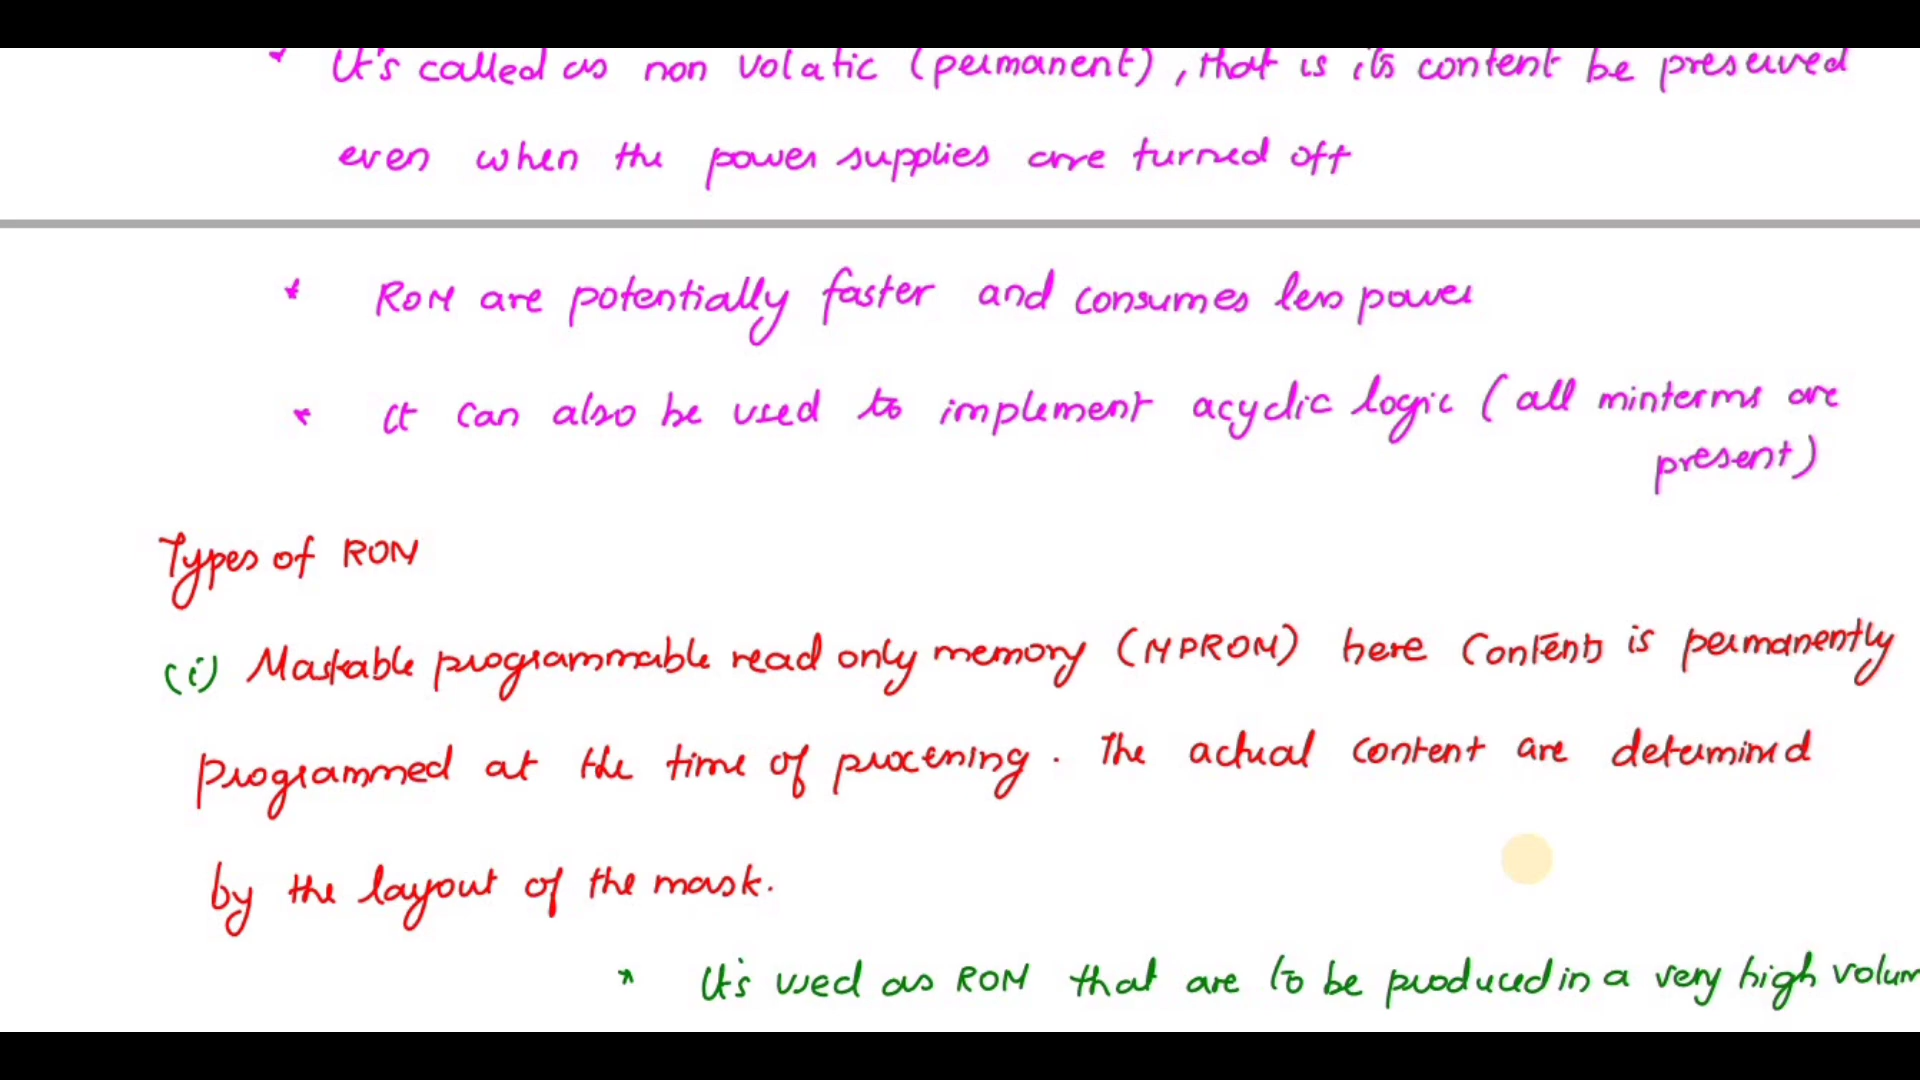 * It's called as non volatic (permanent), that is its content be preserved
even when the power supplies are turned off
* ROM are potentially faster and consumes less power
* It can also be used to implement acyclic logic (all minterms are
present)
Types of ROM
(i) Maskable programmable read only memory (MPROM) here Contents is permanently
programmed at the time of processing. The actual content are determined
by the layout of the mask.
* It's used as ROM that are to be produced in a very high volum